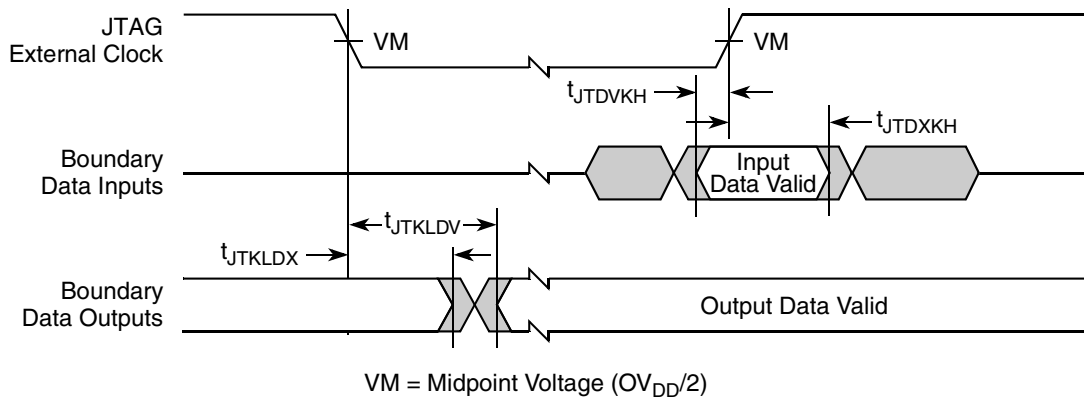 JTAG
External Clock
VM
VM
tJTDVKH
tJTDXKH
Boundary
Data Inputs
Input
Data Valid
tJTKLDV
tJTKLDX
Boundary
Data Outputs
Output Data Valid
VM = Midpoint Voltage (OVDD/2)